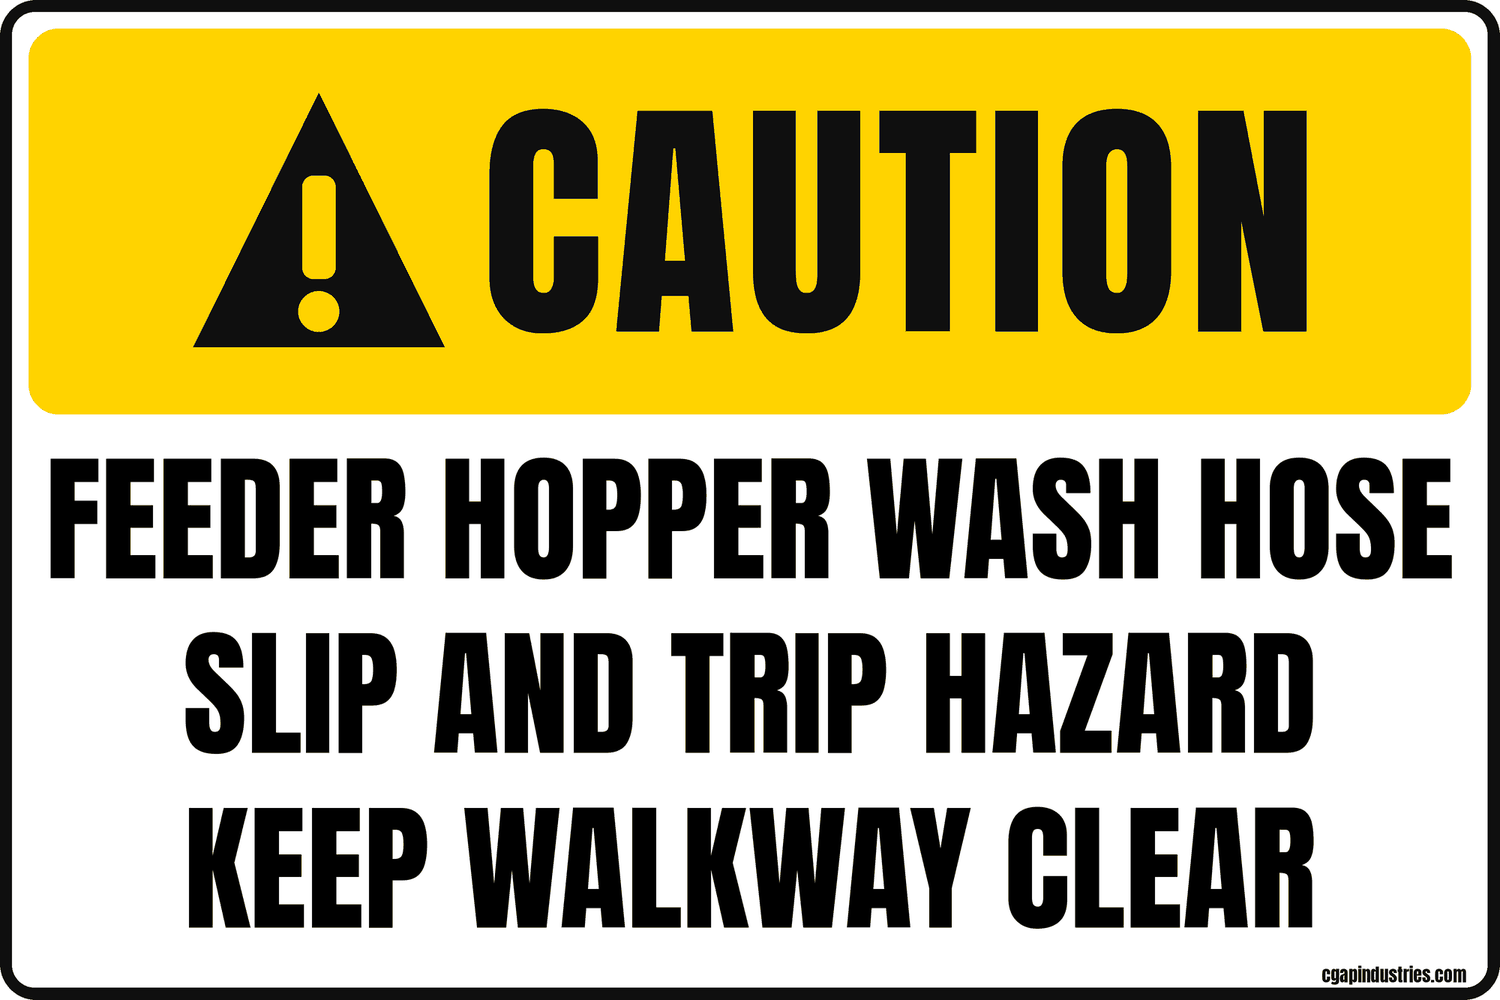 CAUTION
FEEDER HOPPER WASH HOSE
SLIP AND TRIP HAZARD
KEEP WALKWAY CLEAR
cgapindustries.com